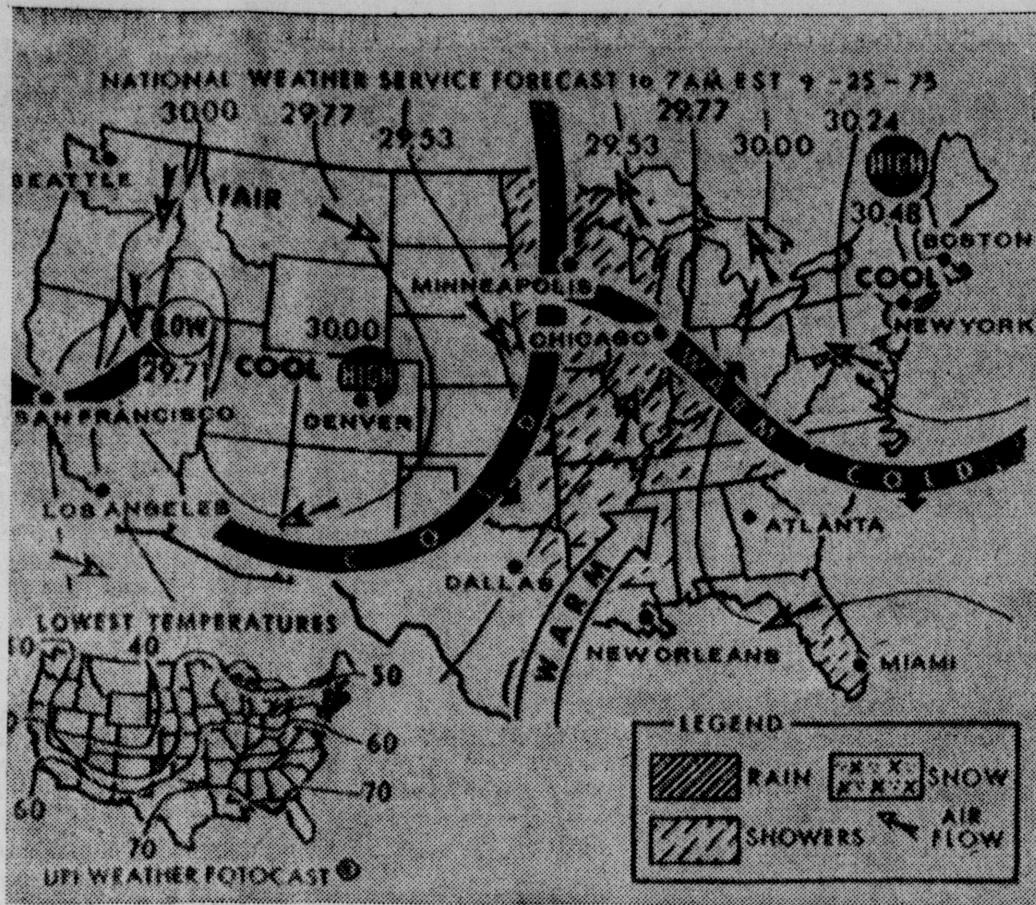 NATIONAL WEATHER SERVICE FORECAST to 7AM EST 9-25-75
30.00 29.77 29.53 29.53 29.77 30.00 30.24
HIGH
SEATTLE
FAIR
30.48
BOSTON
MINNEAPOLIS
COOL
LOW
30.00
CHICAGO
NEW YORK
29.71
COOL
HIGH
WARM
SAN FRANCISCO
DENVER
COLD
LOS ANGELES
COLD
ATLANTA
DALLAS
WARM
LOWEST TEMPERATURES
NEW ORLEANS
MIAMI
40
50
60
70
60
70
LEGEND
RAIN
SNOW
SHOWERS
AIR
FLOW
UPI WEATHER FOTOCAST ®